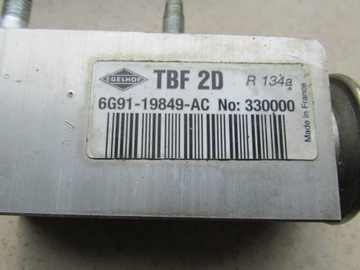 EGELHOF TBF 2D R 134a
6G91-19849-AC No: 330000
Made in France